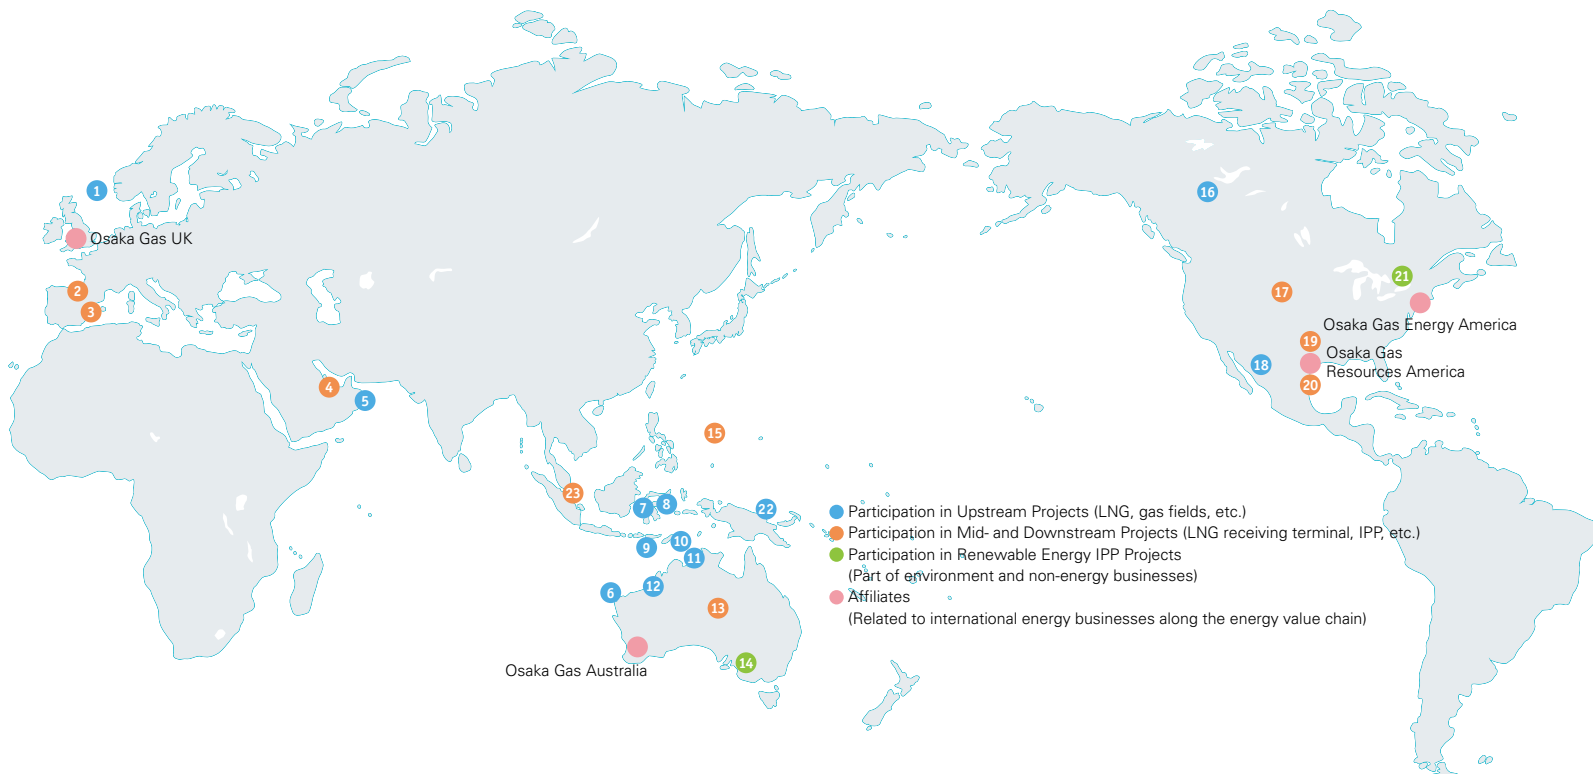 1
16
Osaka Gas UK
21
2
17
3
Osaka Gas Energy America
19
Osaka Gas
Resources America
18
4
20
5
15
23
7
8
22
Participation in Upstream Projects (LNG, gas fields, etc.)
Participation in Mid- and Downstream Projects (LNG receiving terminal, IPP, etc.)
Participation in Renewable Energy IPP Projects
(Part of environment and non-energy businesses)
Affiliates
(Related to international energy businesses along the energy value chain)
9
10
11
6
12
13
14
Osaka Gas Australia